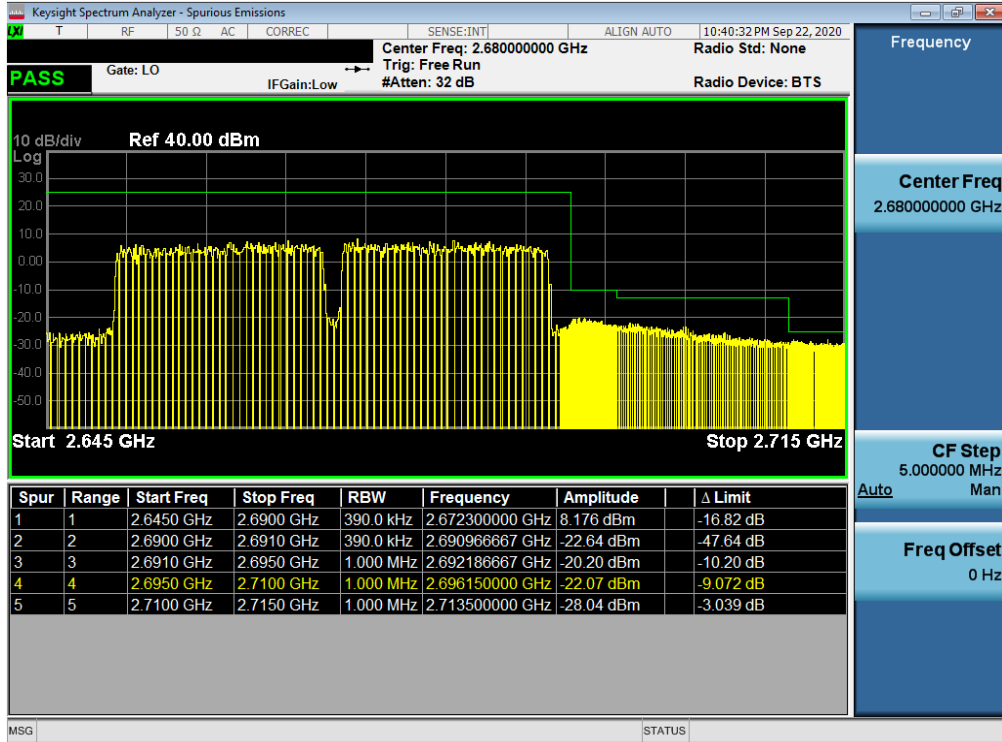 Keysight Spectrum Analyzer - Spurious Emissions
LXI T RF 50 Ω AC CORREC SENSE:INT ALIGN AUTO 10:40:32 PM Sep 22, 2020
Center Freq: 2.680000000 GHz Radio Std: None
PASS Gate: LO Trig: Free Run
IFGain:Low #Atten: 32 dB Radio Device: BTS
10 dB/div Ref 40.00 dBm
Log
30.0
20.0
10.0
0.00
-10.0
-20.0
-30.0
-40.0
-50.0
Start 2.645 GHz Stop 2.715 GHz
Spur Range Start Freq Stop Freq RBW Frequency Amplitude Δ Limit
1 1 2.6450 GHz 2.6900 GHz 390.0 kHz 2.672300000 GHz 8.176 dBm -16.82 dB
2 2 2.6900 GHz 2.6910 GHz 390.0 kHz 2.690966667 GHz -22.64 dBm -47.64 dB
3 3 2.6910 GHz 2.6950 GHz 1.000 MHz 2.692186667 GHz -20.20 dBm -10.20 dB
4 4 2.6950 GHz 2.7100 GHz 1.000 MHz 2.696150000 GHz -22.07 dBm -9.072 dB
5 5 2.7100 GHz 2.7150 GHz 1.000 MHz 2.713500000 GHz -28.04 dBm -3.039 dB
MSG STATUS
Frequency
Center Freq
2.680000000 GHz
CF Step
5.000000 MHz
Auto Man
Freq Offset
0 Hz